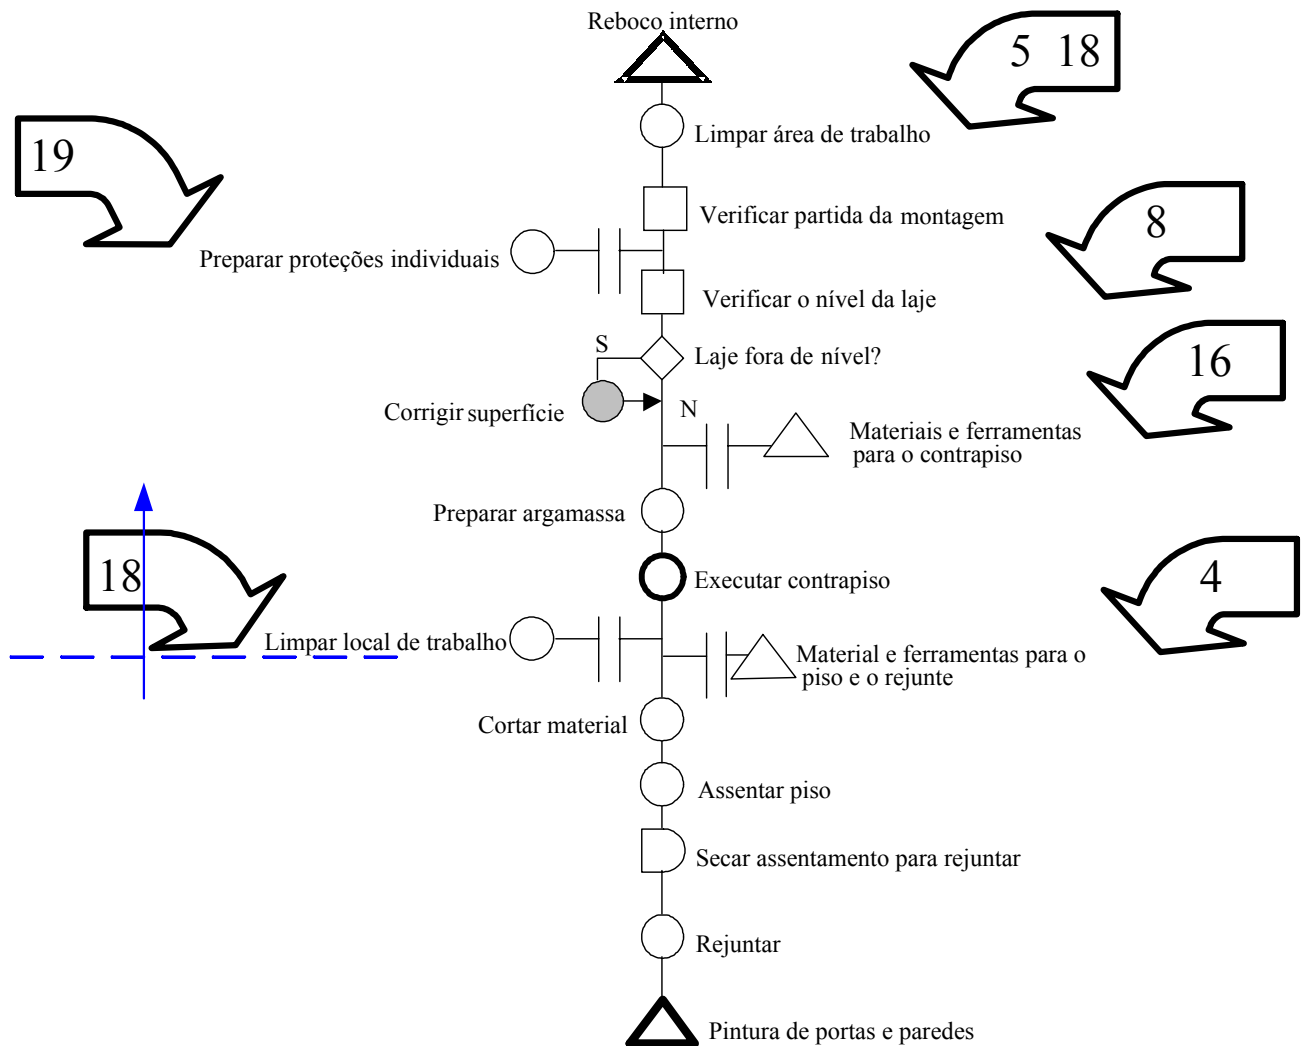 Reboco interno
5 18
Limpar área de trabalho
19
Verificar partida da montagem
8
Preparar proteções individuais
Verificar o nível da laje
S
Laje fora de nível?
16
Corrigir superfície
N
Materiais e ferramentas
para o contrapiso
Preparar argamassa
18
Executar contrapiso
4
Limpar local de trabalho
Material e ferramentas para o
piso e o rejunte
Cortar material
Assentar piso
Secar assentamento para rejuntar
Rejuntar
Pintura de portas e paredes